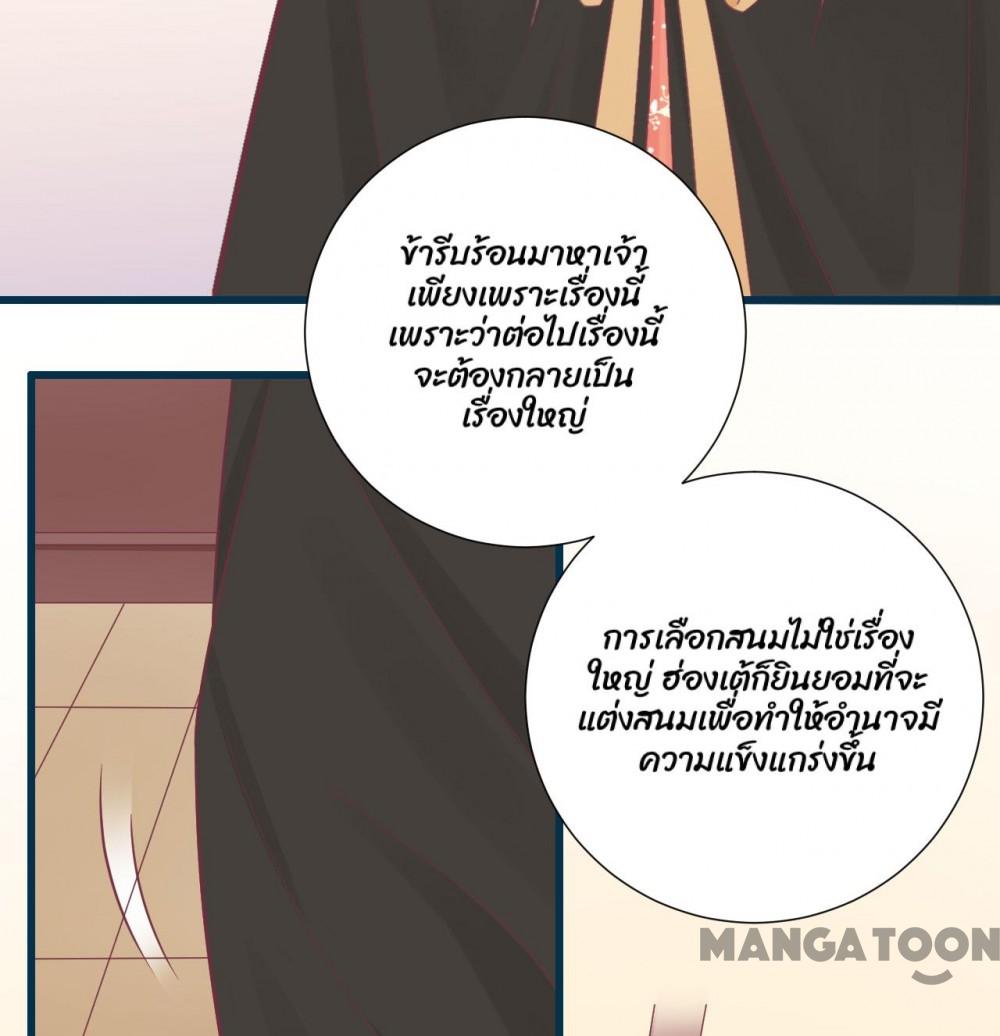 ข้ารีบร้อนมาหาเจ้า
เพียงเพราะเรื่องนี้
เพราะว่าต่อไปเรื่องนี้
จะต้องกลายเป็น
เรื่องใหญ่
การเลือกสนมไม่ใช่เรื่อง
ใหญ่ ฮ่องเต้ก็ยินยอมที่จะ
แต่งสนมเพื่อทำให้อำนาจมี
ความแข็งแกร่งขึ้น
MANGATOON